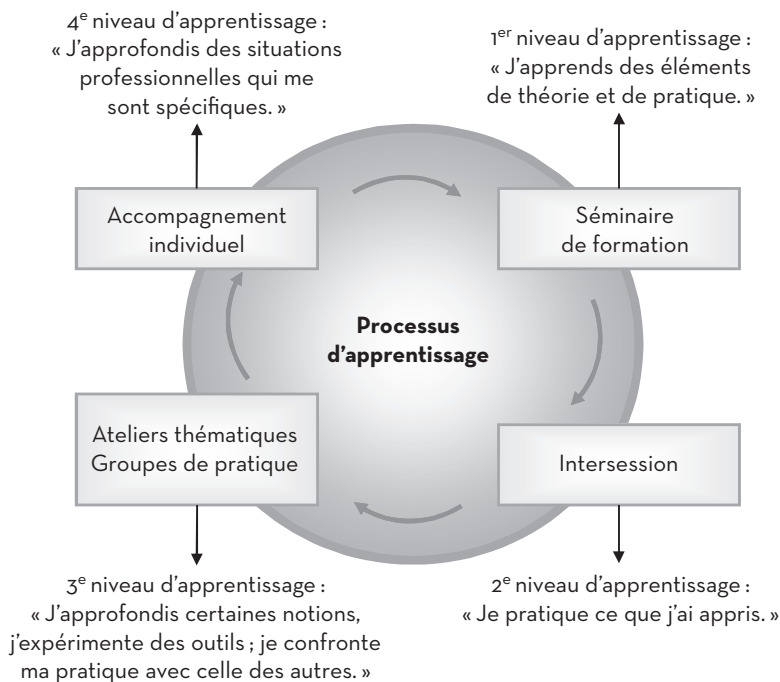 4e niveau d'apprentissage :
« J'approfondis des situations
professionnelles qui me
sont spécifiques. »
1er niveau d'apprentissage :
« J'apprends des éléments
de théorie et de pratique. »
Accompagnement
individuel
Séminaire
de formation
Processus
d'apprentissage
Ateliers thématiques
Groupes de pratique
Intersession
3e niveau d'apprentissage :
« J'approfondis certaines notions,
j'expérimente des outils ; je confronte
ma pratique avec celle des autres. »
2e niveau d'apprentissage :
« Je pratique ce que j'ai appris. »